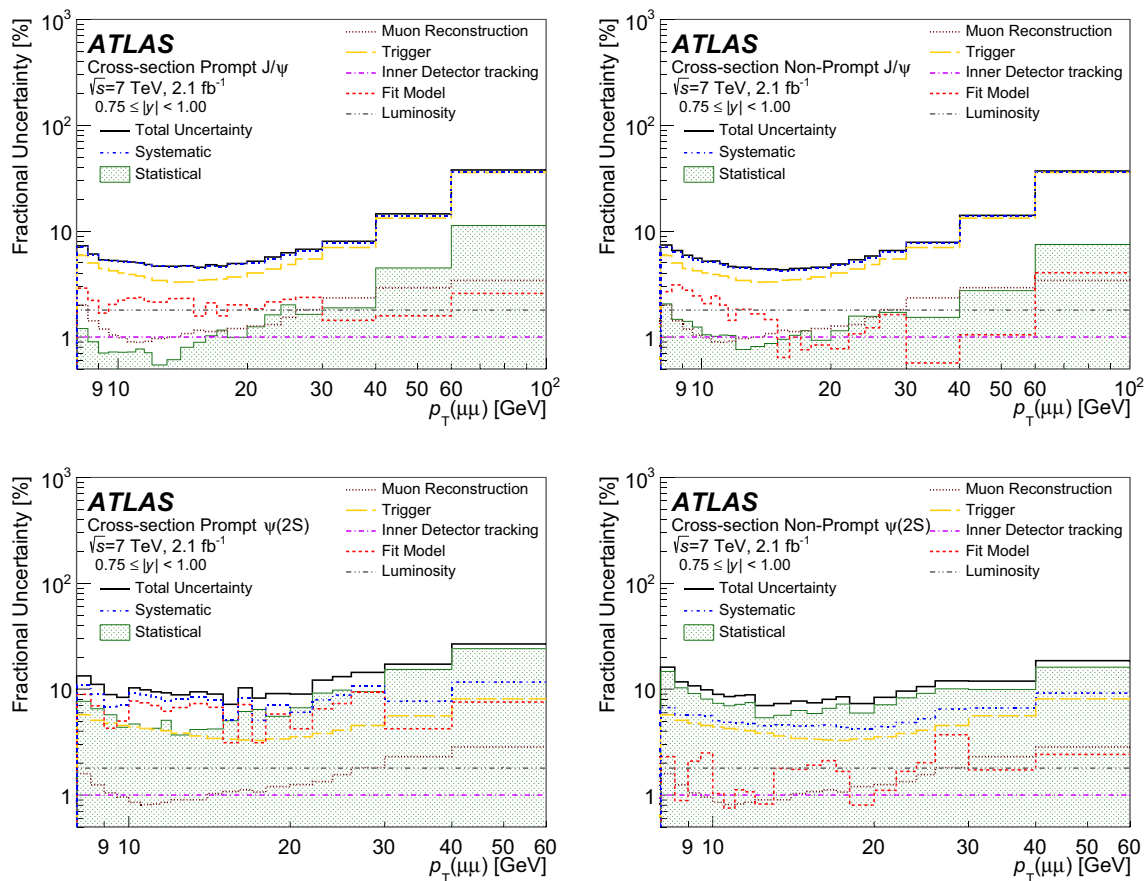 Fractional Uncertainty [%]
10³
10²
10
1
ATLAS
Cross-section Prompt J/ψ
√s=7 TeV, 2.1 fb⁻¹
0.75 ≤ |y| < 1.00
Total Uncertainty
Systematic
Statistical
Muon Reconstruction
Trigger
Inner Detector tracking
Fit Model
Luminosity
9 10 20 30 40 50 60 10²
p_T(μμ) [GeV]
Fractional Uncertainty [%]
10³
10²
10
1
ATLAS
Cross-section Non-Prompt J/ψ
√s=7 TeV, 2.1 fb⁻¹
0.75 ≤ |y| < 1.00
Total Uncertainty
Systematic
Statistical
Muon Reconstruction
Trigger
Inner Detector tracking
Fit Model
Luminosity
9 10 20 30 40 50 60 10²
p_T(μμ) [GeV]
Fractional Uncertainty [%]
10³
10²
10
1
ATLAS
Cross-section Prompt ψ(2S)
√s=7 TeV, 2.1 fb⁻¹
0.75 ≤ |y| < 1.00
Total Uncertainty
Systematic
Statistical
Muon Reconstruction
Trigger
Inner Detector tracking
Fit Model
Luminosity
9 10 20 30 40 50 60
p_T(μμ) [GeV]
Fractional Uncertainty [%]
10³
10²
10
1
ATLAS
Cross-section Non-Prompt ψ(2S)
√s=7 TeV, 2.1 fb⁻¹
0.75 ≤ |y| < 1.00
Total Uncertainty
Systematic
Statistical
Muon Reconstruction
Trigger
Inner Detector tracking
Fit Model
Luminosity
9 10 20 30 40 50 60
p_T(μμ) [GeV]